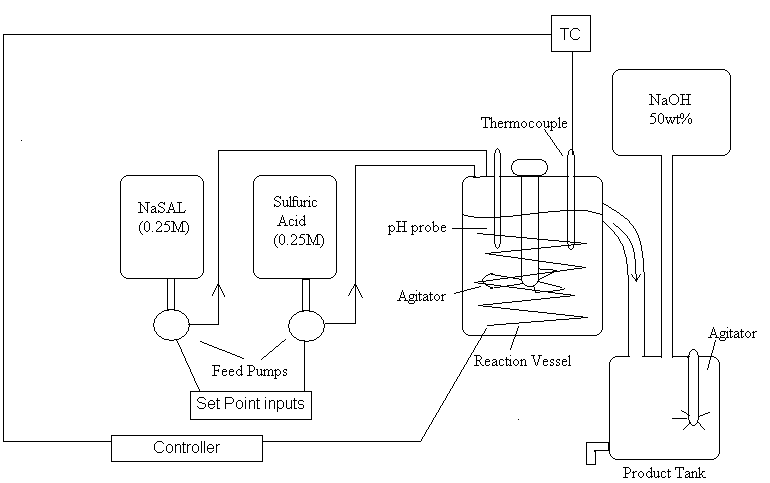 TC
NaOH
50wt%
Thermocouple
NaSAL
(0.25M)
Sulfuric
Acid
(0.25M)
pH probe
Agitator
Agitator
Reaction Vessel
Feed Pumps
Set Point inputs
Controller
Product Tank